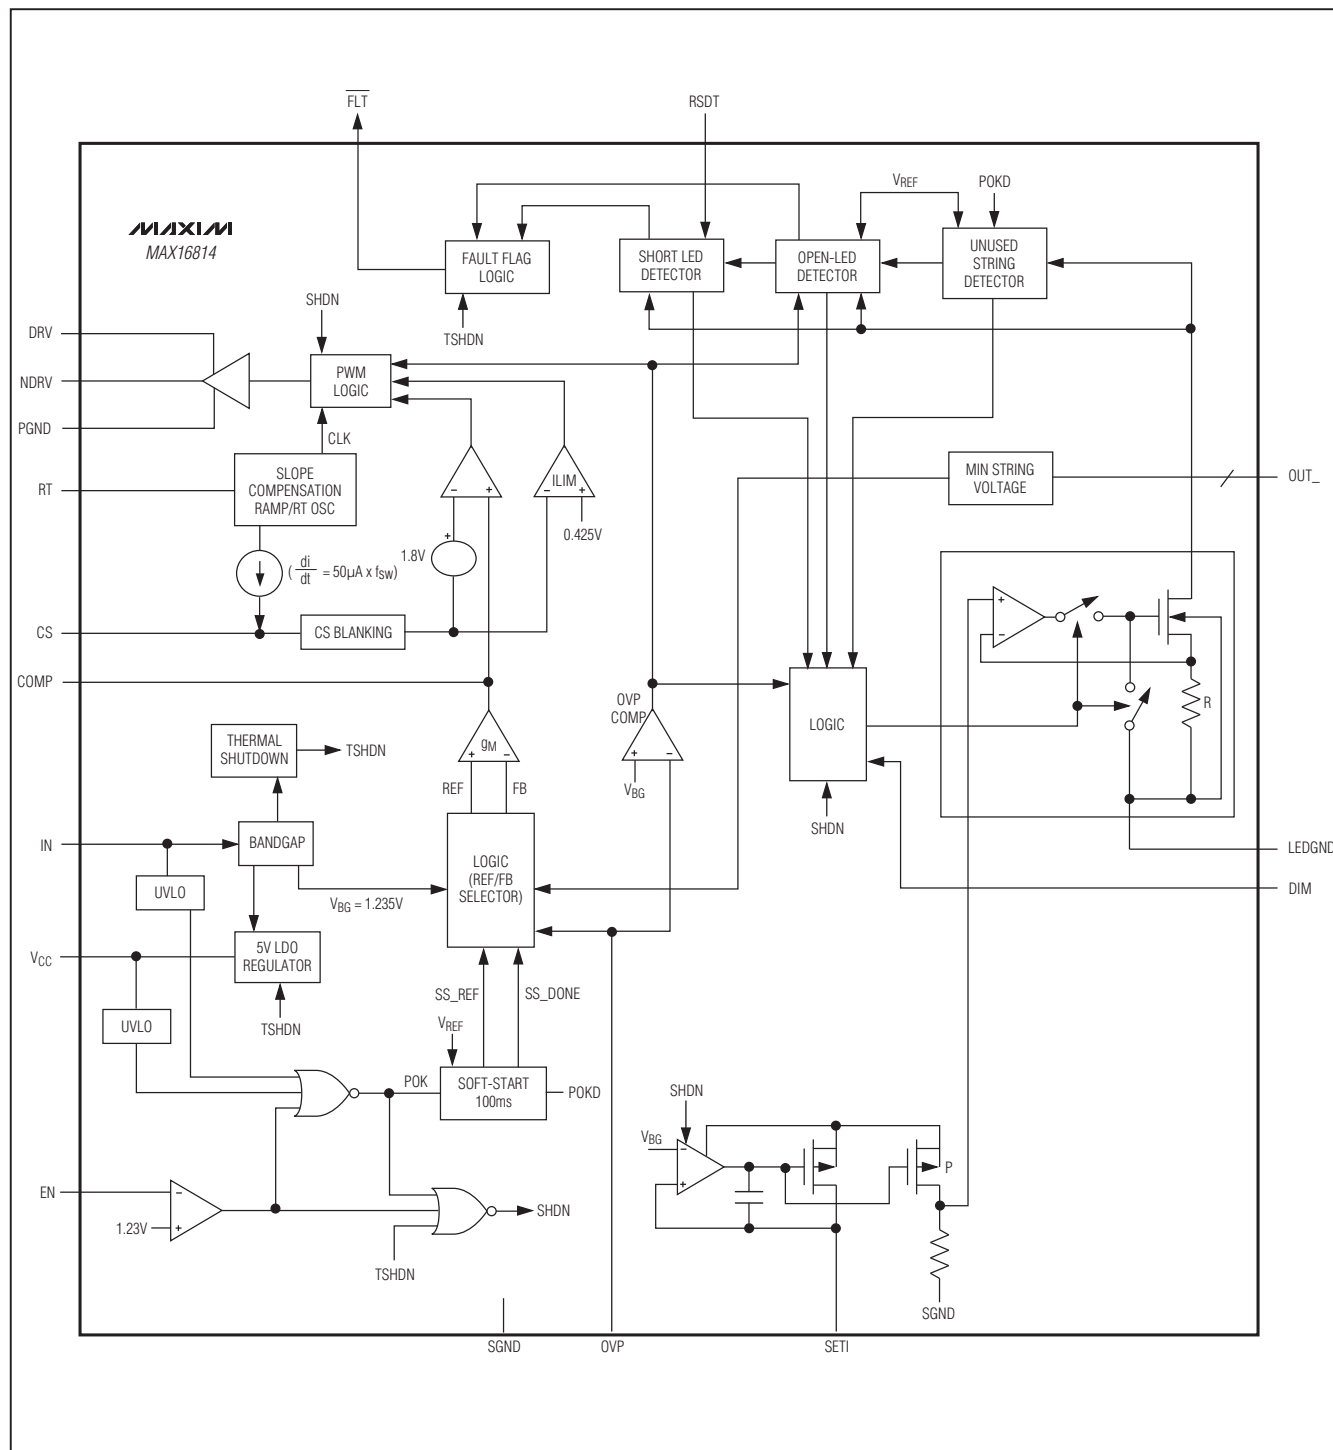 FLT
RSDT
MAXIM
MAX16814
VREF
POKD
FAULT FLAG
LOGIC
SHORT LED
DETECTOR
OPEN-LED
DETECTOR
UNUSED
STRING
DETECTOR
SHDN
TSHDN
DRV
NDRV
PGND
PWM
LOGIC
CLK
RT
SLOPE
COMPENSATION
RAMP/RT OSC
ILIM
- +
- +
0.425V
MIN STRING
VOLTAGE
OUT_
+
1.8V
(di/dt = 50µA x fSW)
CS
CS BLANKING
+
-
R
COMP
gM
+ -
REF
FB
OVP
COMP
+ -
VBG
LOGIC
SHDN
THERMAL
SHUTDOWN
TSHDN
IN
BANDGAP
UVLO
VBG = 1.235V
LOGIC
(REF/FB
SELECTOR)
LEDGND
DIM
VCC
5V LDO
REGULATOR
UVLO
TSHDN
SS_REF
SS_DONE
VREF
POK
SOFT-START
100ms
POKD
SHDN
VBG
-
+
P
EN
-
1.23V
+
SHDN
TSHDN
SGND
SGND
OVP
SETI